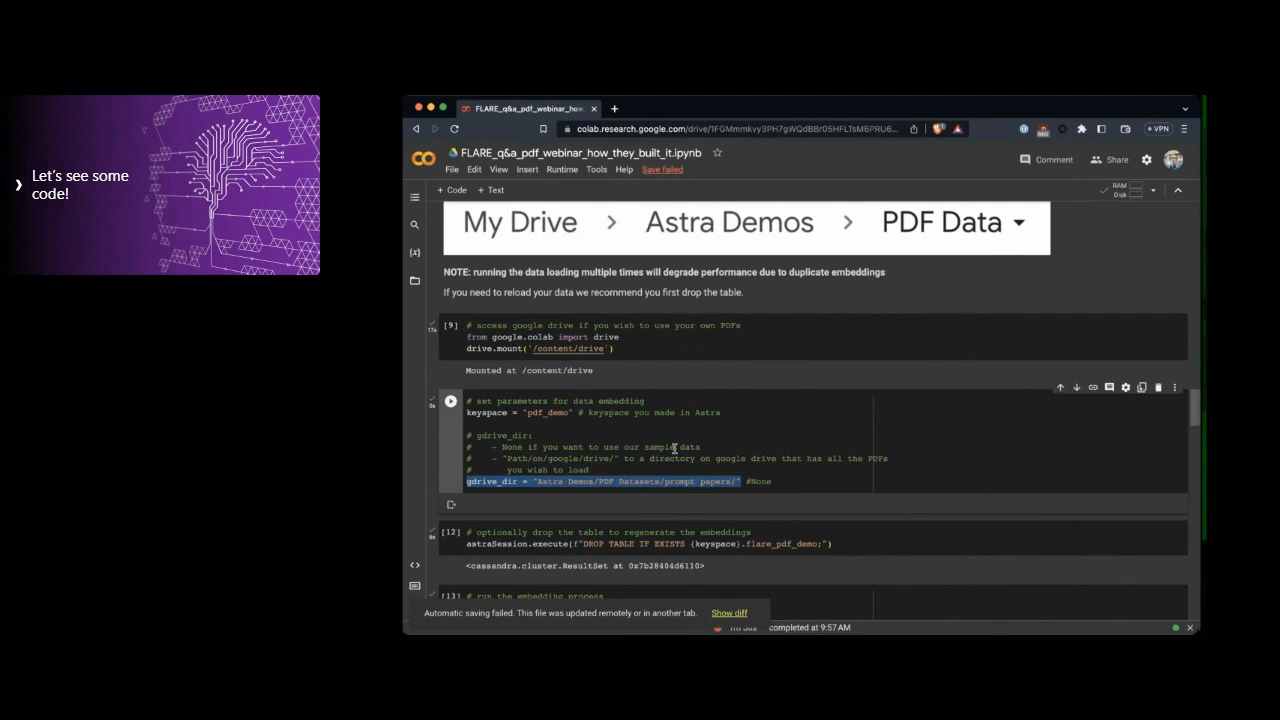 Let's see some
code!
FLARE_q&a_pdf_webinar_how
FLARE_q&a_pdf_webinar_how_they_built_it.ipynb
File Edit View Insert Runtime Tools Help Save failed
Comment Share
VPN
+ Code + Text
RAM
Disk
My Drive > Astra Demos > PDF Data
NOTE: running the data loading multiple times will degrade performance due to duplicate embeddings
If you need to reload your data we recommend you first drop the table.
[9] # access google drive if you wish to use your own PDFs
17s
from google.colab import drive
drive.mount('/content/drive')
Mounted at /content/drive
# set parameters for data embedding
0s
keyspace = "pdf_demo" # keyspace you made in Astra
# gdrive_dir:
# - None if you want to use our sample data
# - "Path/on/google/drive/" to a directory on google drive that has all the PDFs
# you wish to load
gdrive_dir = "Astra Demos/PDF Datasets/prompt papers/" #None
[12] # optionally drop the table to regenerate the embeddings
6s
astraSession.execute(f"DROP TABLE IF EXISTS {keyspace}.flare_pdf_demo;")
<cassandra.cluster.ResultSet at 0x7b28404d6110>
[13] # run the embedding process
Automatic saving failed. This file was updated remotely or in another tab. Show diff
completed at 9:57 AM